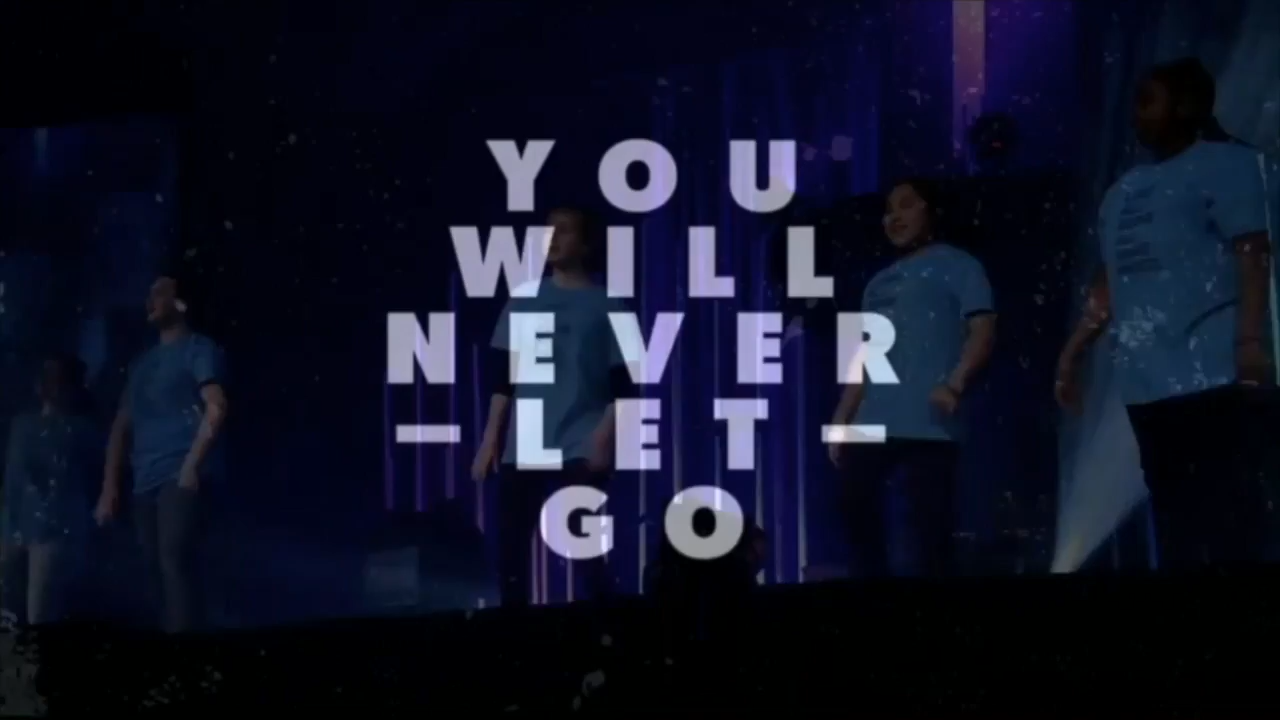 YOU
WILL
NEVER
— LET —
GO